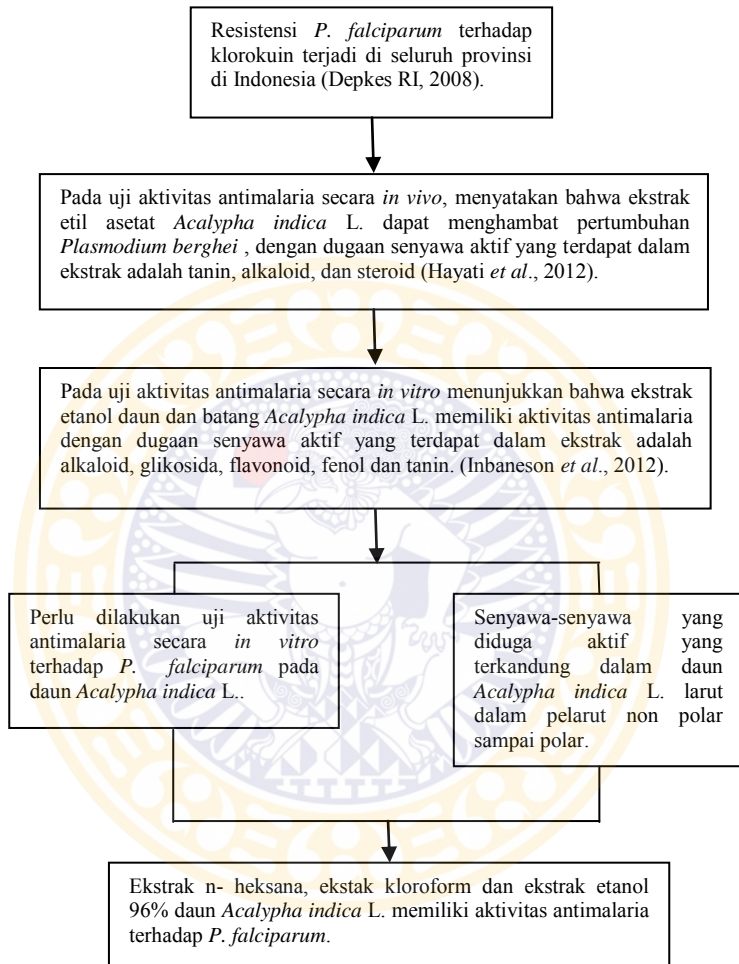 Resistensi P. falciparum terhadap
klorokuin terjadi di seluruh provinsi
di Indonesia (Depkes RI, 2008).
Pada uji aktivitas antimalaria secara in vivo, menyatakan bahwa ekstrak
etil asetat Acalypha indica L. dapat menghambat pertumbuhan
Plasmodium berghei , dengan dugaan senyawa aktif yang terdapat dalam
ekstrak adalah tanin, alkaloid, dan steroid (Hayati et al., 2012).
Pada uji aktivitas antimalaria secara in vitro menunjukkan bahwa ekstrak
etanol daun dan batang Acalypha indica L. memiliki aktivitas antimalaria
dengan dugaan senyawa aktif yang terdapat dalam ekstrak adalah
alkaloid, glikosida, flavonoid, fenol dan tanin. (Inbaneson et al., 2012).
Perlu dilakukan uji aktivitas
antimalaria secara in vitro
terhadap P. falciparum pada
daun Acalypha indica L..
Senyawa-senyawa yang
diduga aktif yang
terkandung dalam daun
Acalypha indica L. larut
dalam pelarut non polar
sampai polar.
Ekstrak n- heksana, ekstak kloroform dan ekstrak etanol
96% daun Acalypha indica L. memiliki aktivitas antimalaria
terhadap P. falciparum.